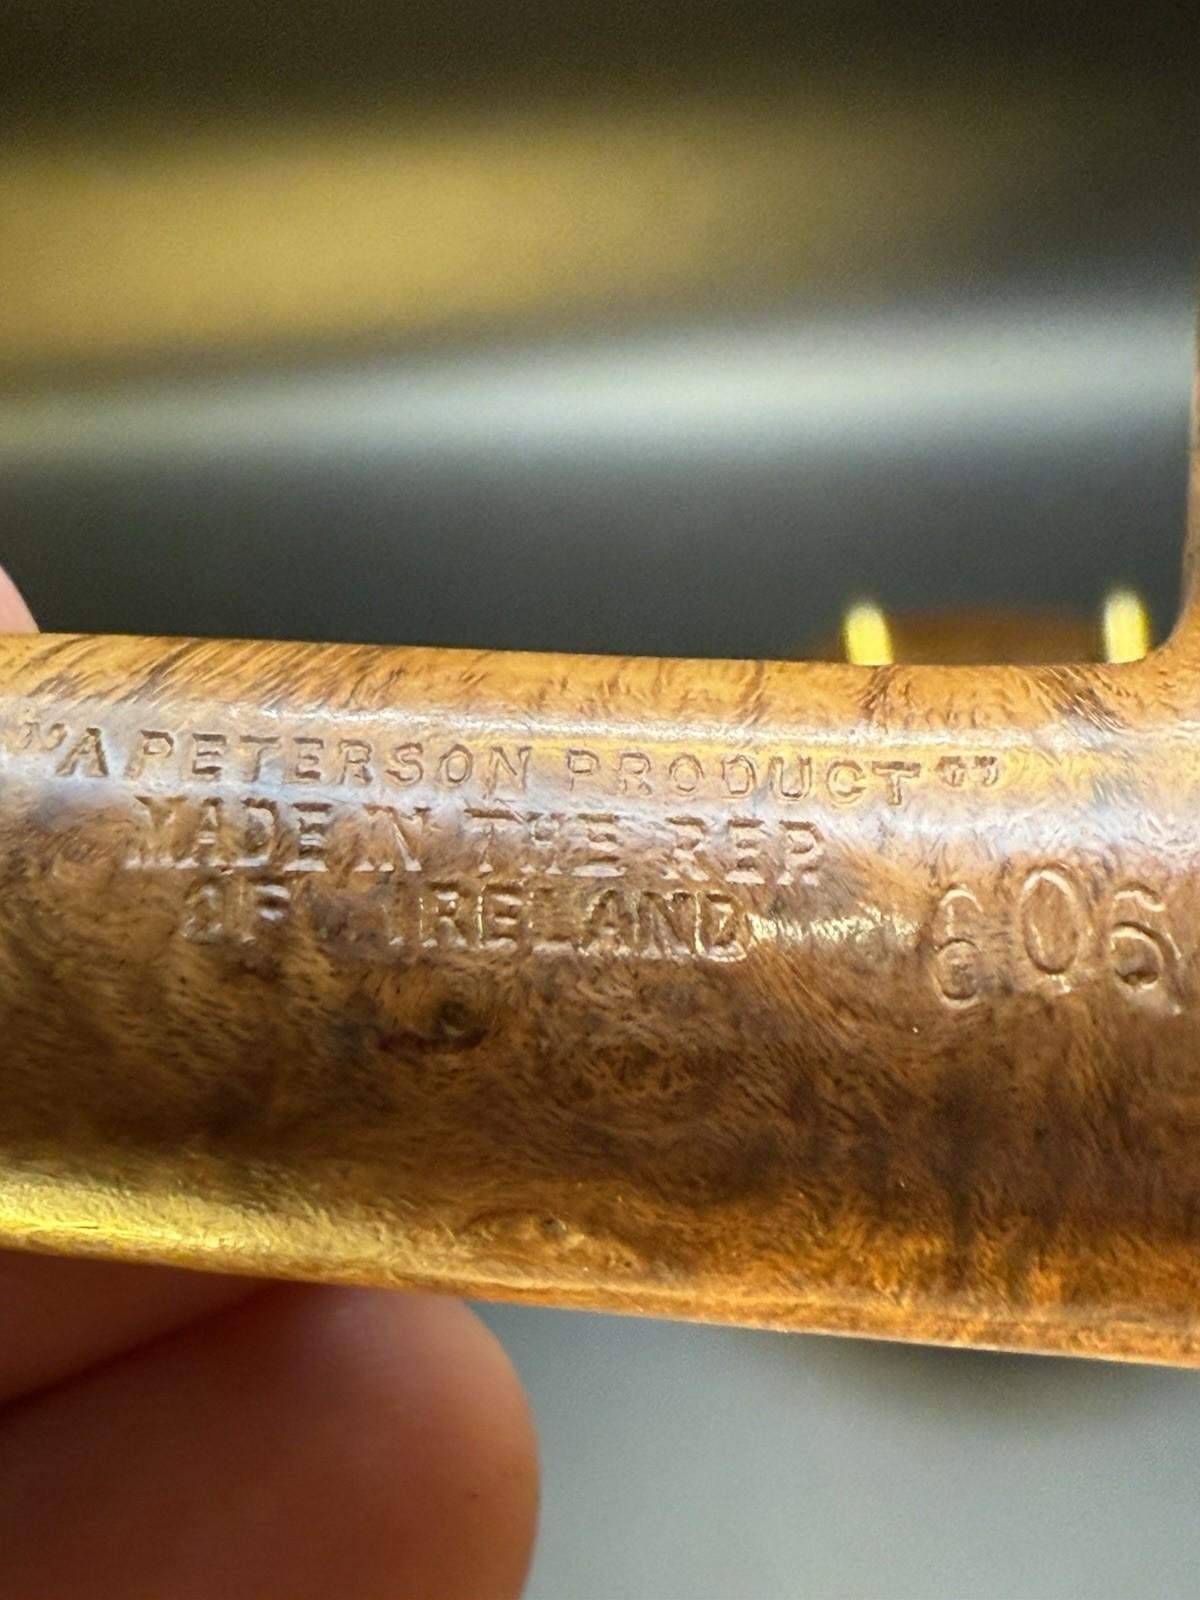 "A PETERSON PRODUCT"
MADE IN THE REP.
OF IRELAND
606